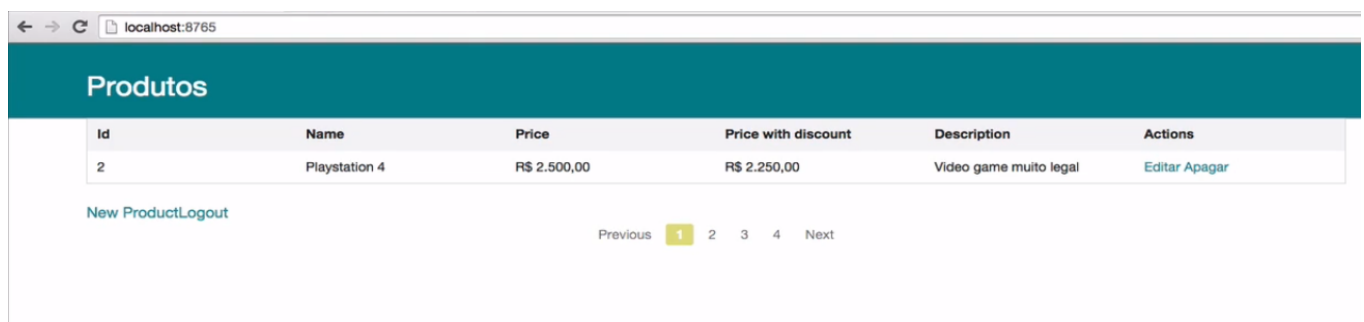 localhost:8765
Produtos
Id Name Price Price with discount Description Actions
2 Playstation 4 R$ 2.500,00 R$ 2.250,00 Video game muito legal Editar Apagar
New ProductLogout
Previous 1 2 3 4 Next